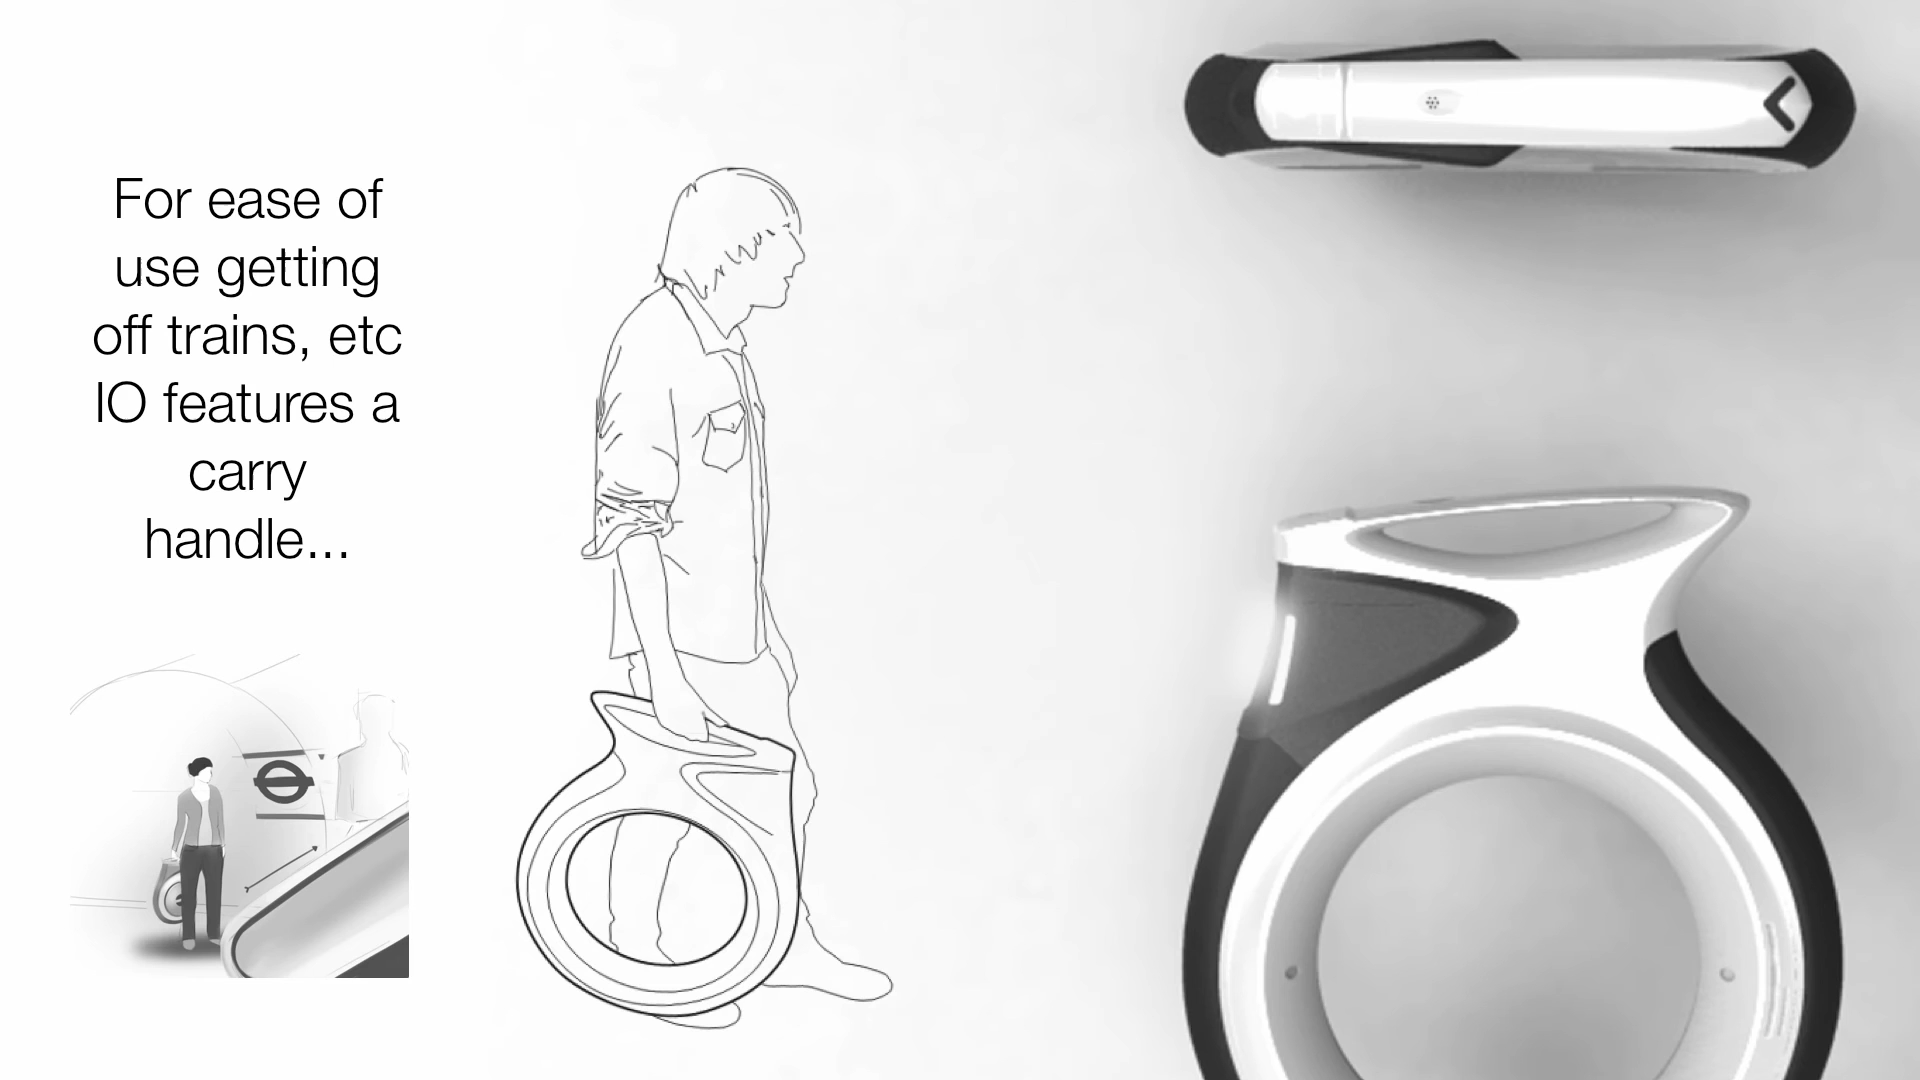 For ease of
use getting
off trains, etc
IO features a
carry
handle...